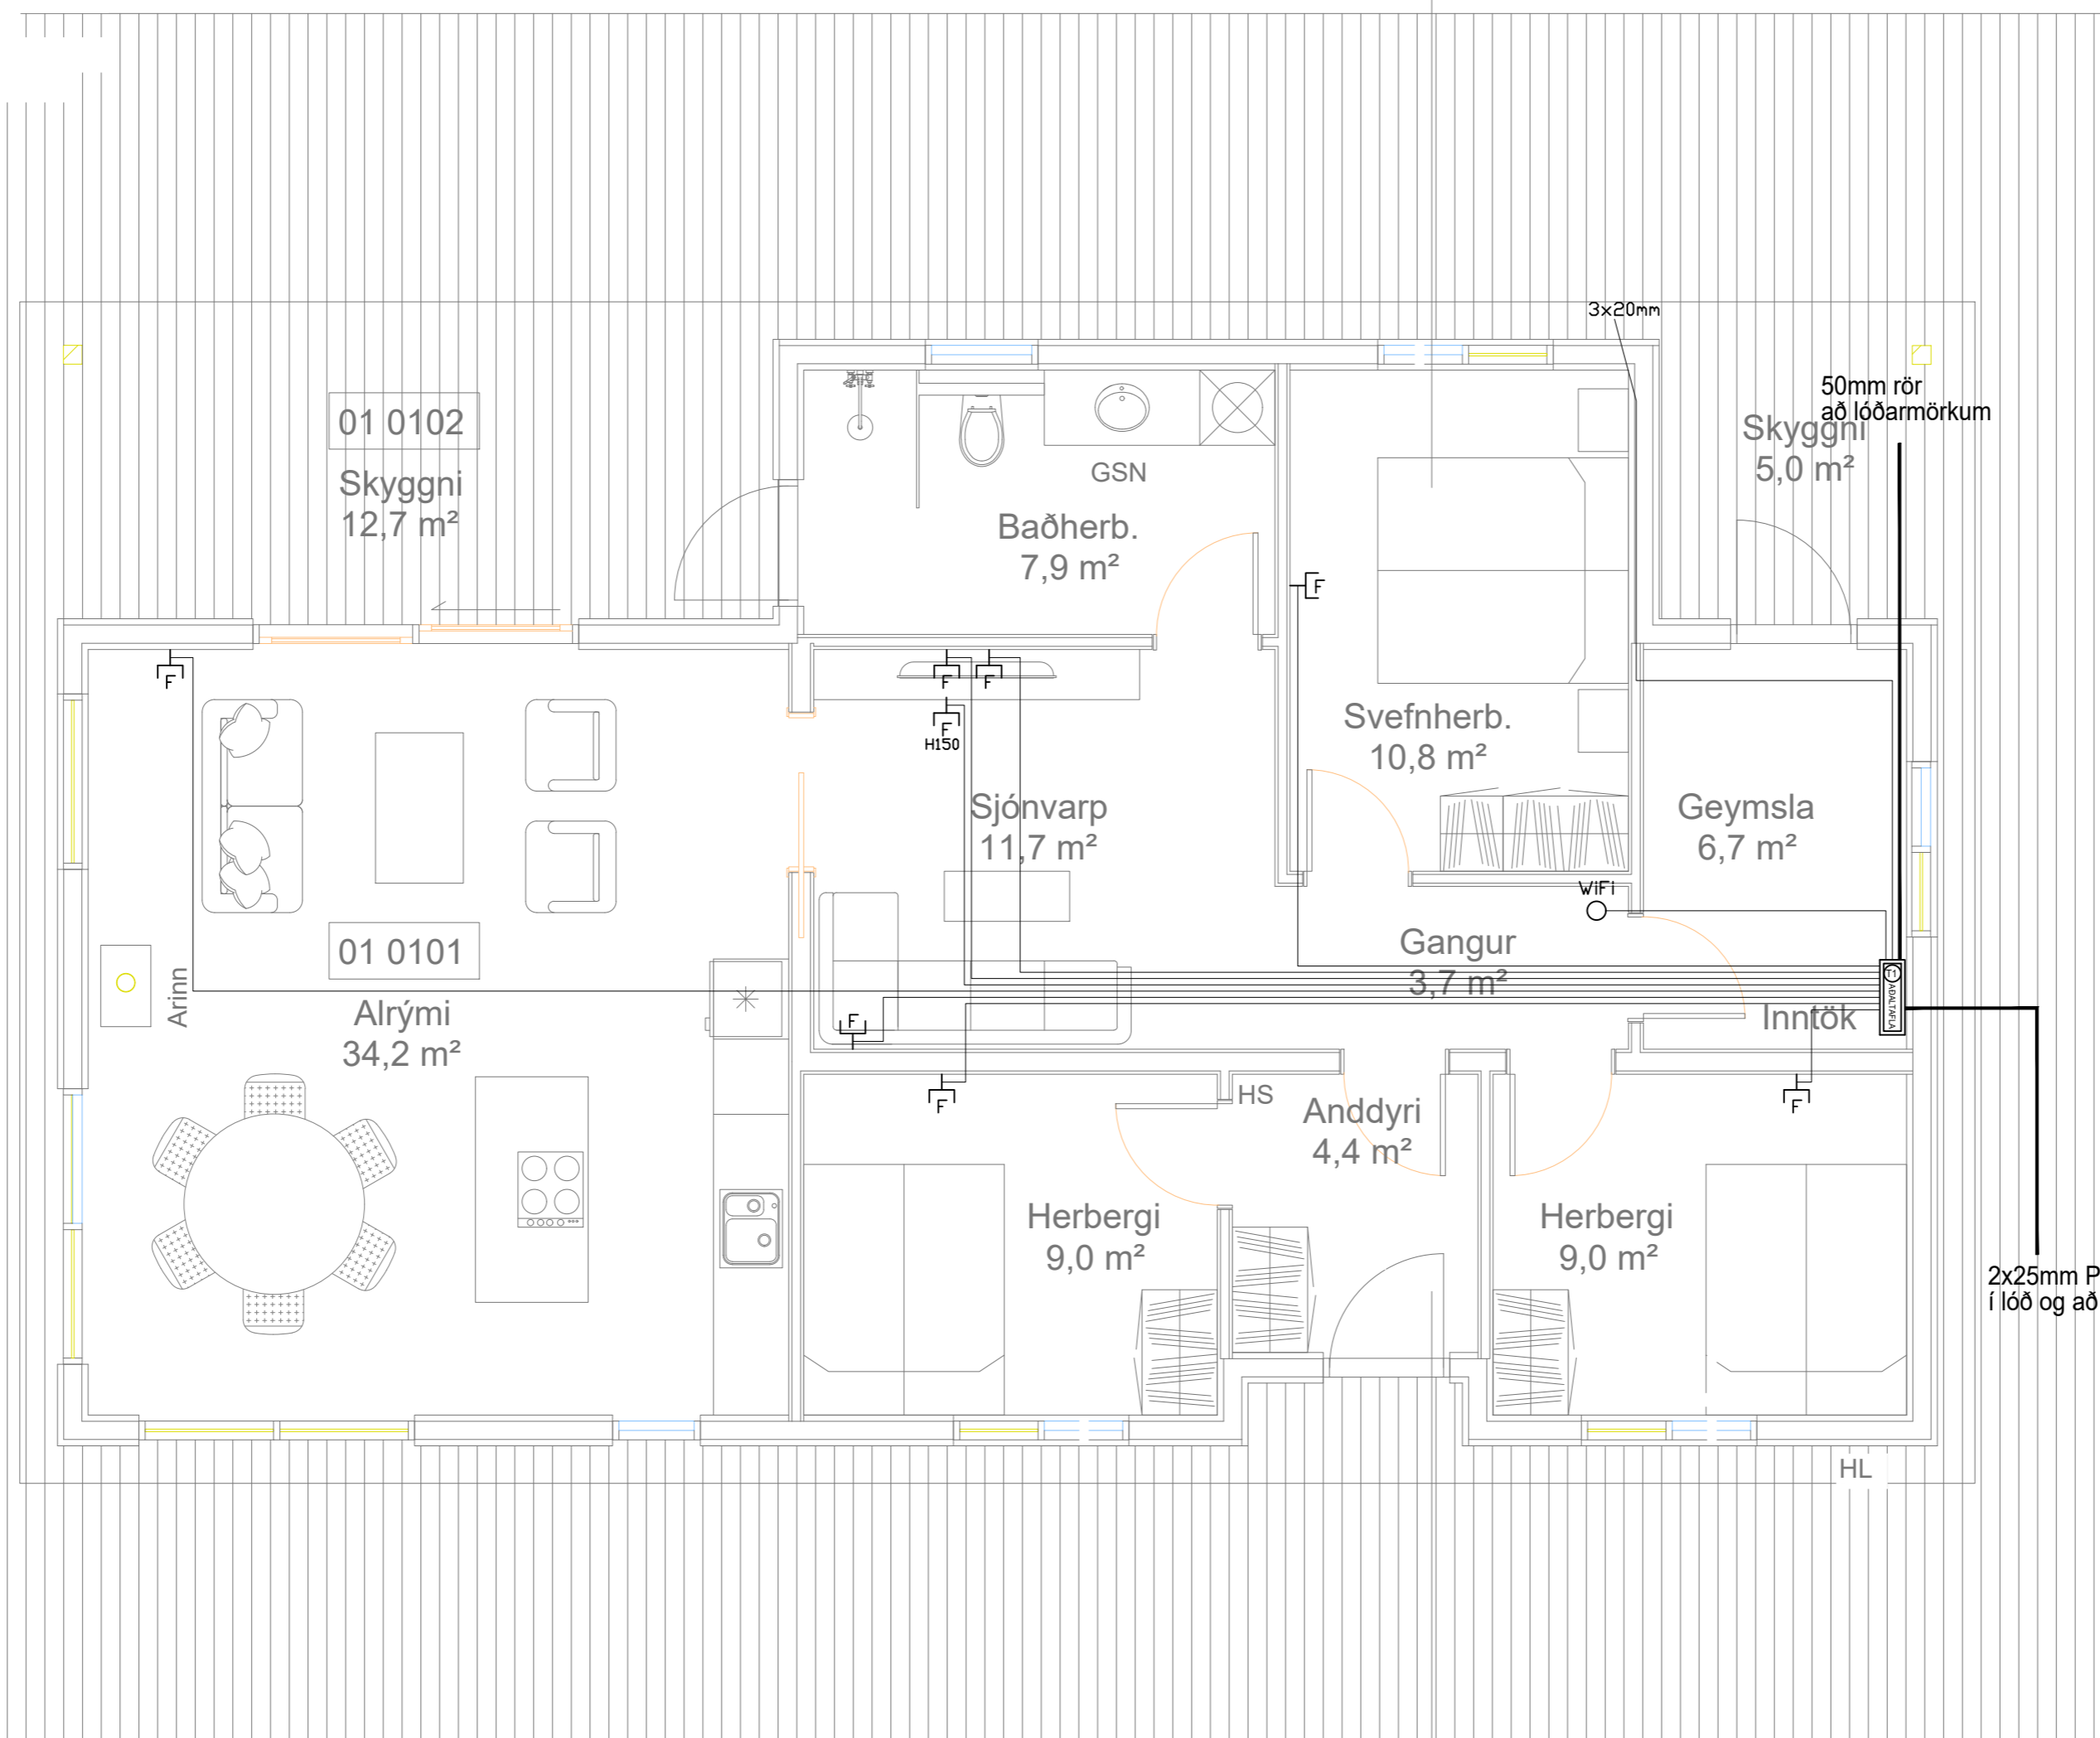 3x20mm
50mm rör
að lóðarmörkum
01 0102
Skyggni
12,7 m²
Skyggni
5,0 m²
GSN
Baðherb.
7,9 m²
F
F
F
F
F
H150
Svefnherb.
10,8 m²
Sjónvarp
11,7 m²
Geymsla
6,7 m²
WiFi
01 0101
Arinn
Gangur
3,7 m²
T1
AÐALTAFLA
Alrými
34,2 m²
F
Inntök
F
F
HS
Anddyri
4,4 m²
Herbergi
9,0 m²
Herbergi
9,0 m²
2x25mm P
í lóð og að
HL